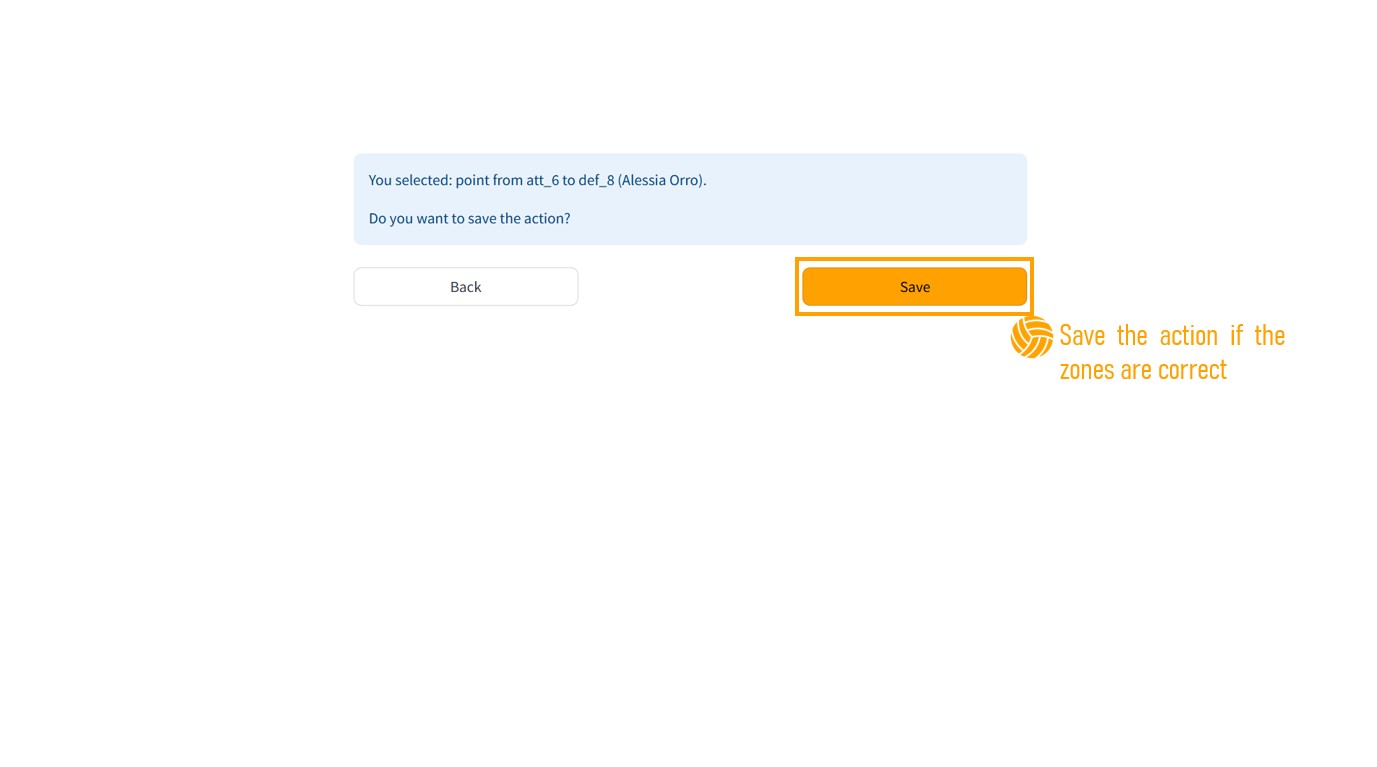 You selected: point from att_6 to def_8 (Alessia Orro).
Do you want to save the action?
Back
Save
Save the action if the
zones are correct